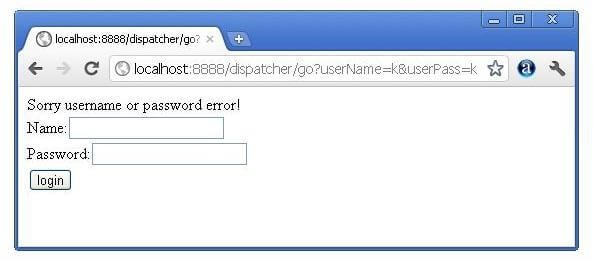 localhost:8888/dispatcher/go?
localhost:8888/dispatcher/go?userName=k&userPass=k
Sorry username or password error!
Name:
Password:
login